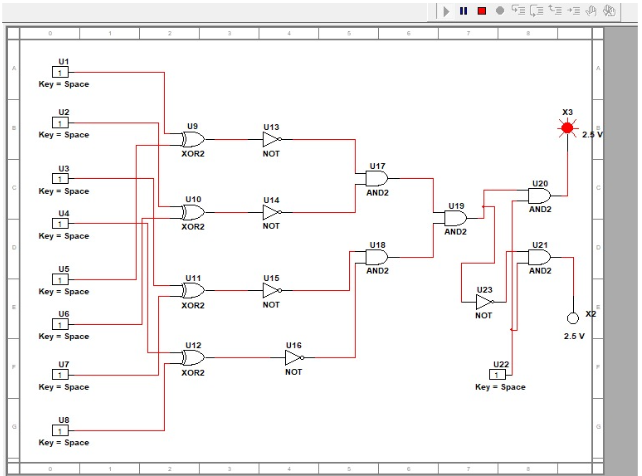 0 1 2 3 4 5 6 7 8
A
B
C
D
E
F
G
U1
1
Key = Space
U2
1
Key = Space
U3
1
Key = Space
U4
1
Key = Space
U5
1
Key = Space
U6
1
Key = Space
U7
1
Key = Space
U8
1
Key = Space
U9
XOR2
U10
XOR2
U11
XOR2
U12
XOR2
U13
NOT
U14
NOT
U15
NOT
U16
NOT
U17
AND2
U18
AND2
U19
AND2
U20
AND2
U21
AND2
U23
NOT
U22
1
Key = Space
X3
2.5 V
X2
2.5 V
A
B
C
D
E
F
G
0 1 2 3 4 5 6 7 8